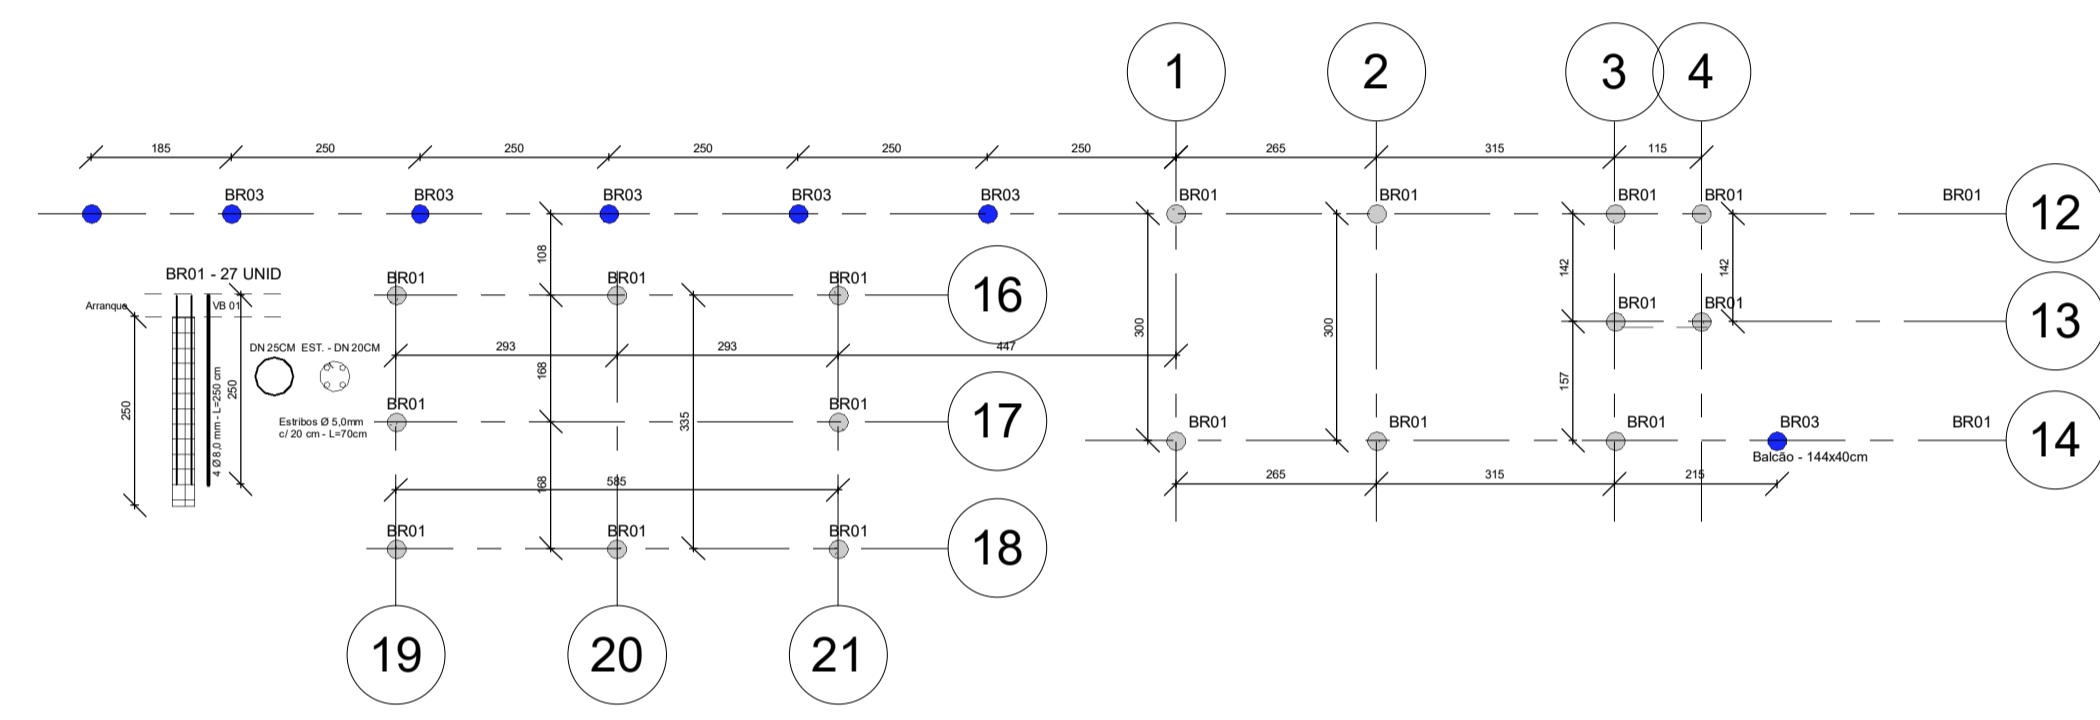 1 2 3 4
185 250 250 250 250 250 265 315 115
BR03 BR03 BR03 BR03 BR03 BR01 BR01 BR01 BR01 BR01
12
108
142 142
BR01 - 27 UNID
BR01 BR01 BR01
16
Arranque VB 01
BR01 BR01
13
300 300
DN 25CM EST. - DN 20CM
293 293 447
168
157
250
4 Ø 8,0 mm - L=250 cm
250
Estribos Ø 5,0mm
c/ 20 cm - L=70cm
BR01 BR01
335
17
BR01 BR01 BR01 BR03 BR01
14
Balcão - 144x40cm
265 315 215
168
585
BR01 BR01 BR01
18
19 20 21